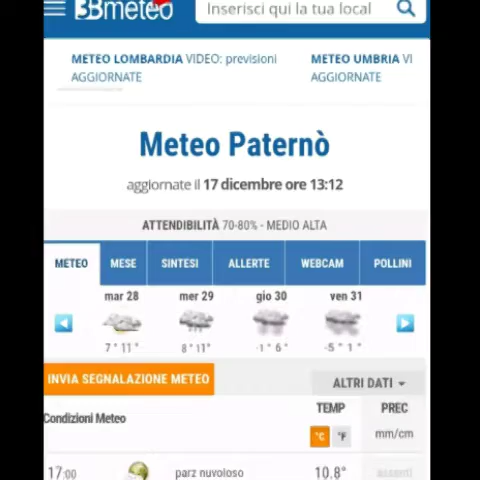 3Bmeteo
Inserisci qui la tua local
METEO LOMBARDIA VIDEO: previsioni
AGGIORNATE
METEO UMBRIA VI
AGGIORNATE
Meteo Paternò
aggiornate il 17 dicembre ore 13:12
ATTENDIBILITÀ 70-80% - MEDIO ALTA
METEO MESE SINTESI ALLERTE WEBCAM POLLINI
mar 28 mer 29 gio 30 ven 31
7° 11° 8° 11° -1° 6° -5° 1°
INVIA SEGNALAZIONE METEO
ALTRI DATI
Condizioni Meteo TEMP PREC
°C °F mm/cm
17:00 parz nuvoloso 10.8°